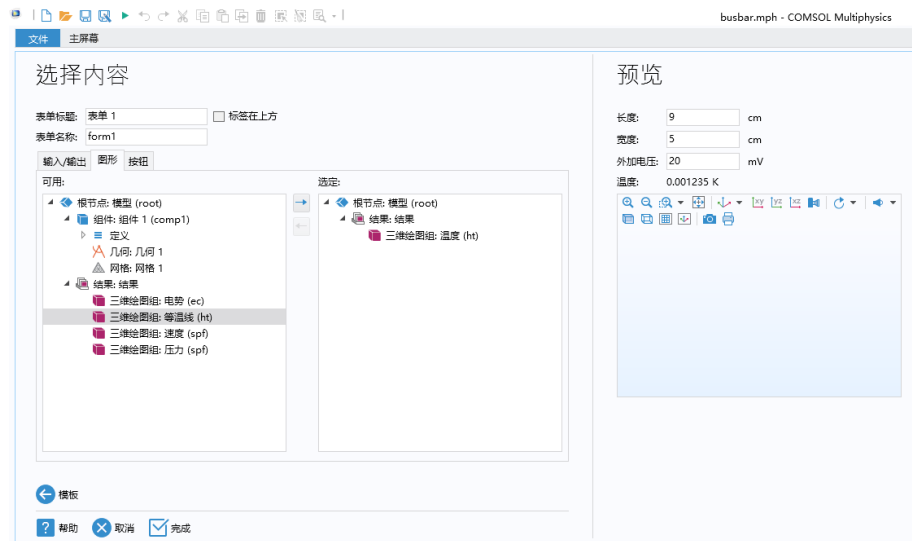 busbar.mph - COMSOL Multiphysics
文件 主屏幕
选择内容
表单标题: 表单 1 标签在上方
表单名称: form1
输入/输出 图形 按钮
可用:
根节点: 模型 (root)
组件: 组件 1 (comp1)
定义
几何: 几何 1
网格: 网格 1
结果: 结果
三维绘图组: 电势 (ec)
三维绘图组: 等温线 (ht)
三维绘图组: 速度 (spf)
三维绘图组: 压力 (spf)
选定:
根节点: 模型 (root)
结果: 结果
三维绘图组: 温度 (ht)
模板
帮助 取消 完成
预览
长度: 9 cm
宽度: 5 cm
外加电压: 20 mV
温度: 0.001235 K
xy yz xz